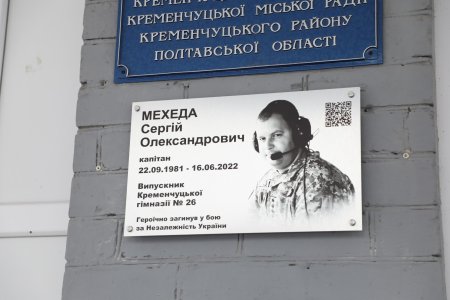 КРЕМЕНЧУЦЬКОЇ МІСЬКОЇ РАДИ
КРЕМЕНЧУЦЬКОГО РАЙОНУ
ПОЛТАВСЬКОЇ ОБЛАСТІ
МЕХЕДА
Сергій
Олександрович
капітан
22.09.1981 - 16.06.2022
Випускник
Кременчуцької
гімназії № 26
Героїчно загинув у бою
за Незалежність України